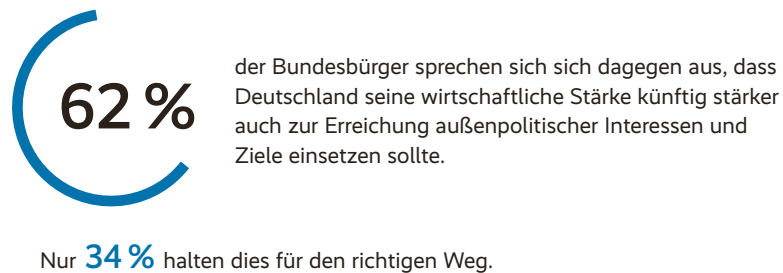 62 %
der Bundesbürger sprechen sich sich dagegen aus, dass
Deutschland seine wirtschaftliche Stärke künftig stärker
auch zur Erreichung außenpolitischer Interessen und
Ziele einsetzen sollte.
Nur 34 % halten dies für den richtigen Weg.